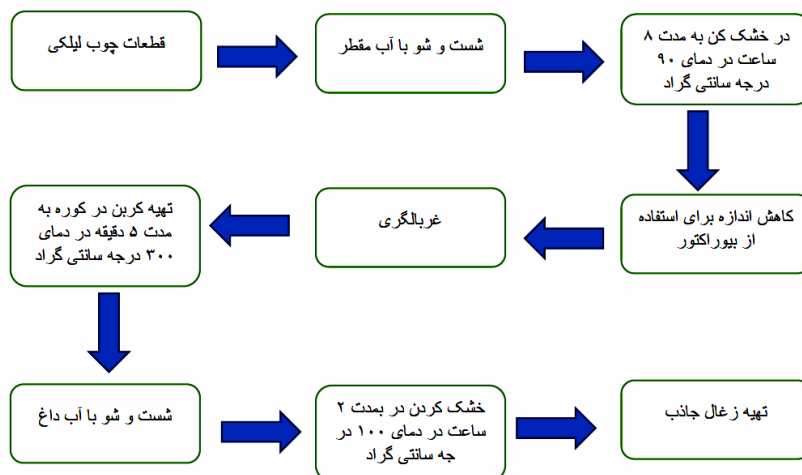 قطعات چوب لیلکی
شست و شو با آب مقطر
در خشک کن به مدت ۸
ساعت در دمای ۹۰
درجه سانتی گراد
کاهش اندازه برای استفاده
از بیوراکتور
غربالگری
تهیه کربن در کوره به
مدت ۵ دقیقه در دمای
۳۰۰ درجه سانتی گراد
شست و شو با آب داغ
خشک کردن در بمدت ۲
ساعت در دمای ۱۰۰ در
جه سانتی گراد
تهیه زغال جاذب